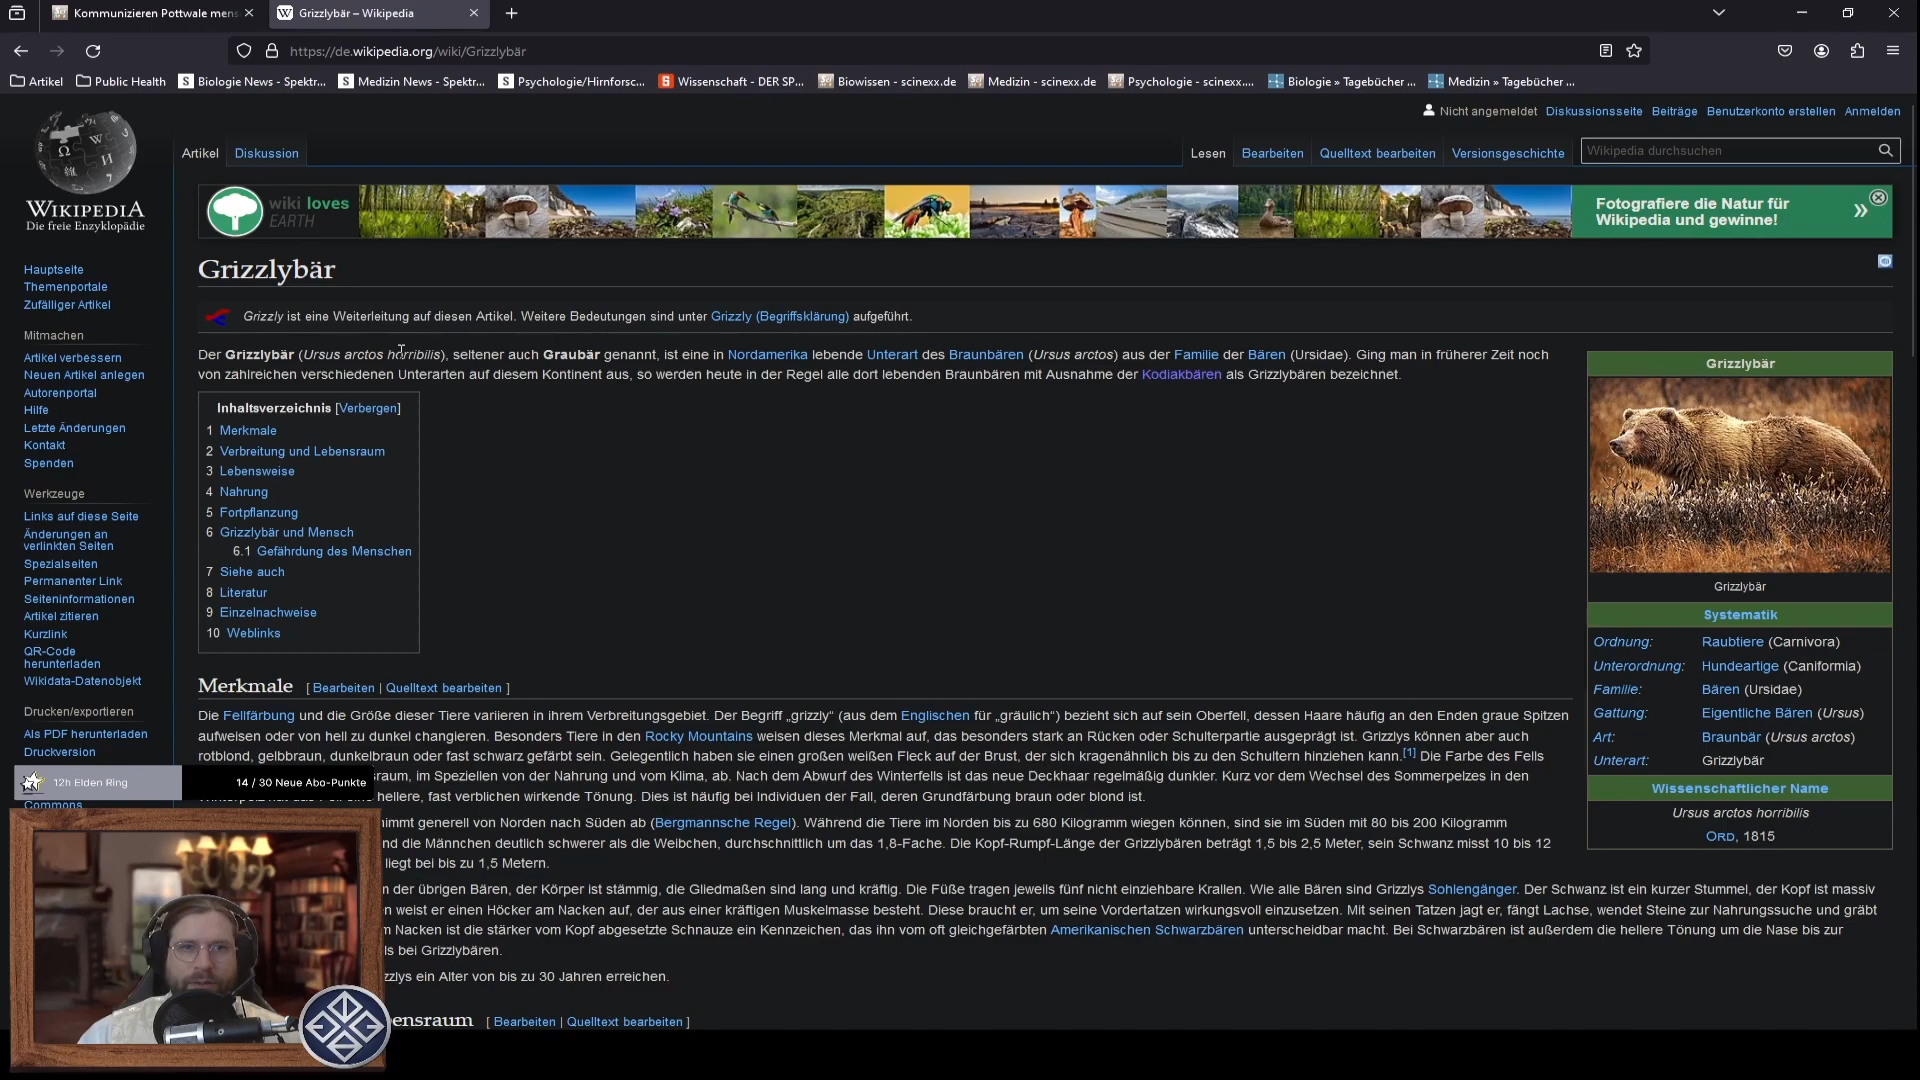 Kommunizieren Pottwale mens
Grizzlybär – Wikipedia
https://de.wikipedia.org/wiki/Grizzlybär
Artikel
Public Health
Biologie News - Spektr...
Medizin News - Spektr...
Psychologie/Hirnforsc...
Wissenschaft - DER SP...
Biowissen - scinexx.de
Medizin - scinexx.de
Psychologie - scinexx....
Biologie » Tagebücher ...
Medizin » Tagebücher ...
Nicht angemeldet Diskussionsseite Beiträge Benutzerkonto erstellen Anmelden
Artikel Diskussion
Lesen Bearbeiten Quelltext bearbeiten Versionsgeschichte
Wikipedia durchsuchen
WIKIPEDIA
Die freie Enzyklopädie
Hauptseite
Themenportale
Zufälliger Artikel
Mitmachen
Artikel verbessern
Neuen Artikel anlegen
Autorenportal
Hilfe
Letzte Änderungen
Kontakt
Spenden
Werkzeuge
Links auf diese Seite
Änderungen an
verlinkten Seiten
Spezialseiten
Permanenter Link
Seiteninformationen
Artikel zitieren
Kurzlink
QR-Code
herunterladen
Wikidata-Datenobjekt
Drucken/exportieren
Als PDF herunterladen
Druckversion
12h Elden Ring
14 / 30 Neue Abo-Punkte
Commons
wiki loves
EARTH
Fotografiere die Natur für
Wikipedia und gewinne!
Grizzlybär
Grizzly ist eine Weiterleitung auf diesen Artikel. Weitere Bedeutungen sind unter Grizzly (Begriffsklärung) aufgeführt.
Der Grizzlybär (Ursus arctos horribilis), seltener auch Graubär genannt, ist eine in Nordamerika lebende Unterart des Braunbären (Ursus arctos) aus der Familie der Bären (Ursidae). Ging man in früherer Zeit noch
von zahlreichen verschiedenen Unterarten auf diesem Kontinent aus, so werden heute in der Regel alle dort lebenden Braunbären mit Ausnahme der Kodiakbären als Grizzlybären bezeichnet.
Inhaltsverzeichnis [Verbergen]
1 Merkmale
2 Verbreitung und Lebensraum
3 Lebensweise
4 Nahrung
5 Fortpflanzung
6 Grizzlybär und Mensch
6.1 Gefährdung des Menschen
7 Siehe auch
8 Literatur
9 Einzelnachweise
10 Weblinks
Merkmale [ Bearbeiten | Quelltext bearbeiten ]
Die Fellfärbung und die Größe dieser Tiere variieren in ihrem Verbreitungsgebiet. Der Begriff „grizzly“ (aus dem Englischen für „gräulich“) bezieht sich auf sein Oberfell, dessen Haare häufig an den Enden graue Spitzen
aufweisen oder von hell zu dunkel changieren. Besonders Tiere in den Rocky Mountains weisen dieses Merkmal auf, das besonders stark an Rücken oder Schulterpartie ausgeprägt ist. Grizzlys können aber auch
rotblond, gelbbraun, dunkelbraun oder fast schwarz gefärbt sein. Gelegentlich haben sie einen großen weißen Fleck auf der Brust, der sich kragenähnlich bis zu den Schultern hinziehen kann.[1] Die Farbe des Fells
sraum, im Speziellen von der Nahrung und vom Klima, ab. Nach dem Abwurf des Winterfells ist das neue Deckhaar regelmäßig dunkler. Kurz vor dem Wechsel des Sommerpelzes in den
hellere, fast verblichen wirkende Tönung. Dies ist häufig bei Individuen der Fall, deren Grundfärbung braun oder blond ist.
immt generell von Norden nach Süden ab (Bergmannsche Regel). Während die Tiere im Norden bis zu 680 Kilogramm wiegen können, sind sie im Süden mit 80 bis 200 Kilogramm
nd die Männchen deutlich schwerer als die Weibchen, durchschnittlich um das 1,8-Fache. Die Kopf-Rumpf-Länge der Grizzlybären beträgt 1,5 bis 2,5 Meter, sein Schwanz misst 10 bis 12
liegt bei bis zu 1,5 Metern.
n der übrigen Bären, der Körper ist stämmig, die Gliedmaßen sind lang und kräftig. Die Füße tragen jeweils fünf nicht einziehbare Krallen. Wie alle Bären sind Grizzlys Sohlengänger. Der Schwanz ist ein kurzer Stummel, der Kopf ist massiv
n weist er einen Höcker am Nacken auf, der aus einer kräftigen Muskelmasse besteht. Diese braucht er, um seine Vordertatzen wirkungsvoll einzusetzen. Mit seinen Tatzen jagt er, fängt Lachse, wendet Steine zur Nahrungssuche und gräbt
n Nacken ist die stärker vom Kopf abgesetzte Schnauze ein Kennzeichen, das ihn vom oft gleichgefärbten Amerikanischen Schwarzbären unterscheidbar macht. Bei Schwarzbären ist außerdem die hellere Tönung um die Nase bis zur
ls bei Grizzlybären.
zzlys ein Alter von bis zu 30 Jahren erreichen.
ensraum [ Bearbeiten | Quelltext bearbeiten ]
Grizzlybär
Grizzlybär
Systematik
Ordnung: Raubtiere (Carnivora)
Unterordnung: Hundeartige (Caniformia)
Familie: Bären (Ursidae)
Gattung: Eigentliche Bären (Ursus)
Art: Braunbär (Ursus arctos)
Unterart: Grizzlybär
Wissenschaftlicher Name
Ursus arctos horribilis
ORD, 1815